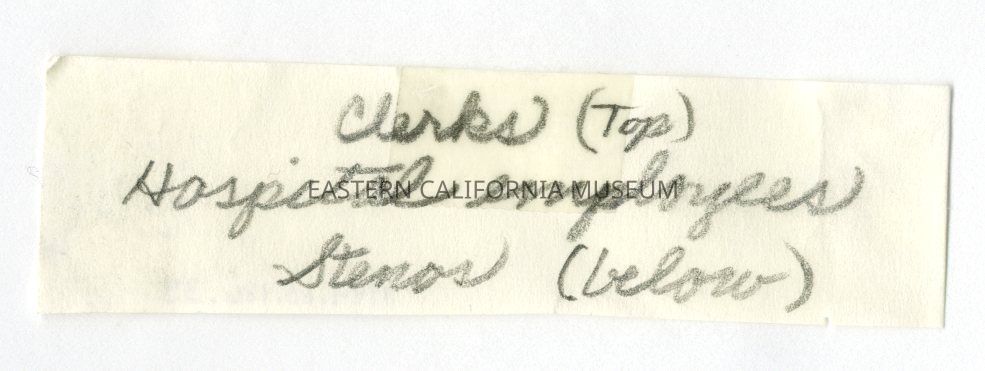 Clerks (Top)
Hospital employees
EASTERN CALIFORNIA MUSEUM
Stenos (below)